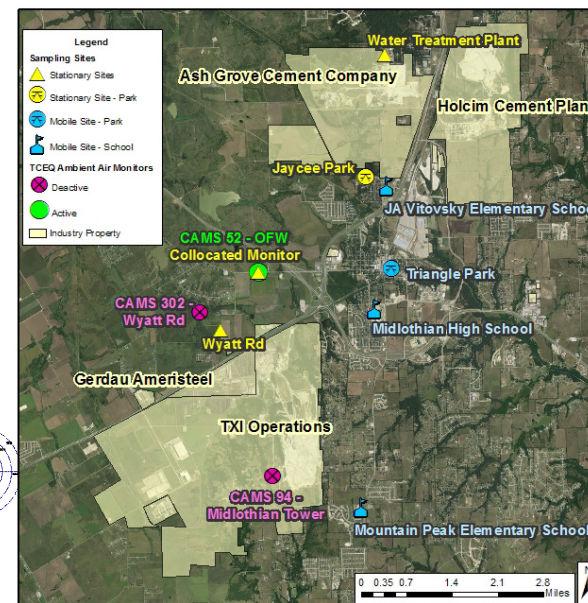 Legend
Sampling Sites
Stationary Sites
Stationary Site - Park
Mobile Site - Park
Mobile Site - School
TCEQ Ambient Air Monitors
Deactive
Active
Industry Property
Water Treatment Plant
Ash Grove Cement Company
Holcim Cement Plan
Jaycee Park
JA Vitovsky Elementary Schoo
CAMS 52 - OFW
Collocated Monitor
Triangle Park
CAMS 302 -
Wyatt Rd
Midlothian High School
Wyatt Rd
Gerdau Ameristeel
TXI Operations
CAMS 94 -
Midlothian Tower
Mountain Peak Elementary School
0 0.35 0.7 1.4 2.1 2.8
Miles
N